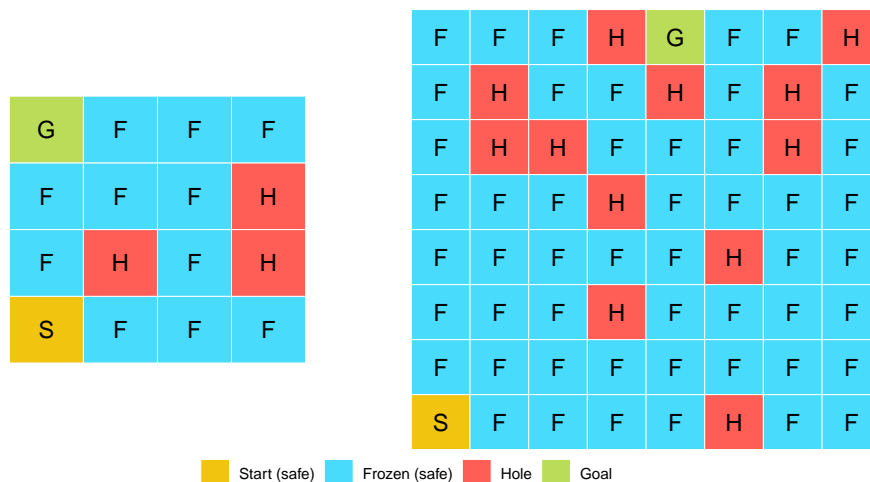 G F F F
F F F H
F H F H
S F F F
F F F H G F F H
F H F F H F H F
F H H F F F H F
F F F H F F F F
F F F F F H F F
F F F H F F F F
F F F F F F F F
S F F F F H F F
Start (safe) Frozen (safe) Hole Goal